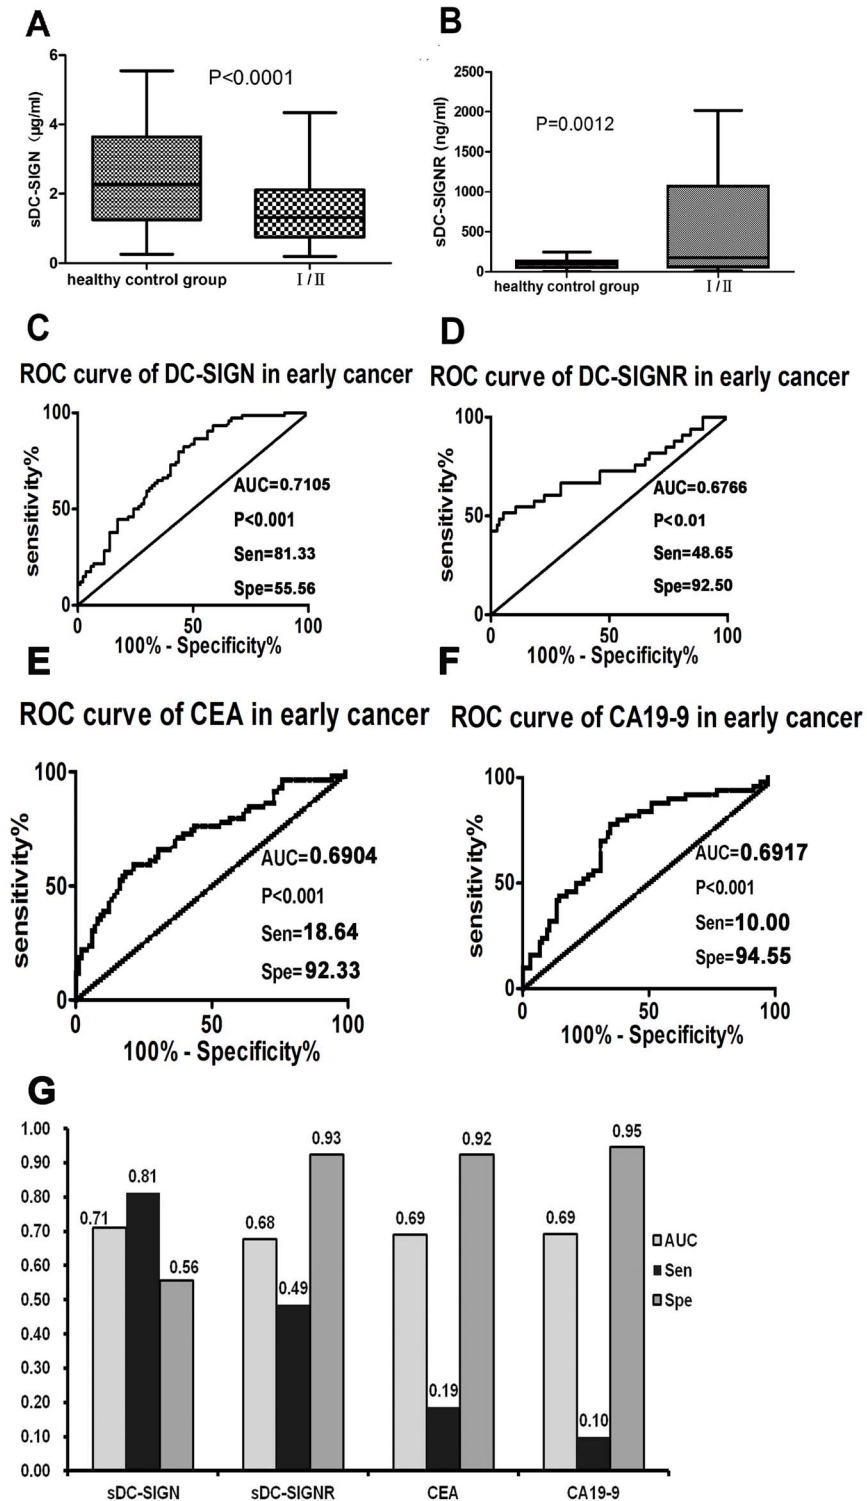 A
6
4
2
0
sDC-SIGN (μg/ml)
P<0.0001
healthy control group
Ⅰ/Ⅱ
B
2500
2000
1500
1000
500
0
sDC-SIGNR (ng/ml)
P=0.0012
healthy control group
Ⅰ/Ⅱ
C
ROC curve of DC-SIGN in early cancer
100
50
0
sensitivity%
AUC=0.7105
P<0.001
Sen=81.33
Spe=55.56
0 50 100
100% - Specificity%
D
ROC curve of DC-SIGNR in early cancer
100
50
0
sensitivity%
AUC=0.6766
P<0.01
Sen=48.65
Spe=92.50
0 50 100
100% - Specificity%
E
ROC curve of CEA in early cancer
100
50
0
sensitivity%
AUC=0.6904
P<0.001
Sen=18.64
Spe=92.33
0 50 100
100% - Specificity%
F
ROC curve of CA19-9 in early cancer
100
50
0
sensitivity%
AUC=0.6917
P<0.001
Sen=10.00
Spe=94.55
0 50 100
100% - Specificity%
G
1.00
0.90
0.80
0.70
0.60
0.50
0.40
0.30
0.20
0.10
0.00
0.71 0.81 0.56
0.68 0.49 0.93
0.69 0.19 0.92
0.69 0.10 0.95
AUC
Sen
Spe
sDC-SIGN sDC-SIGNR CEA CA19-9